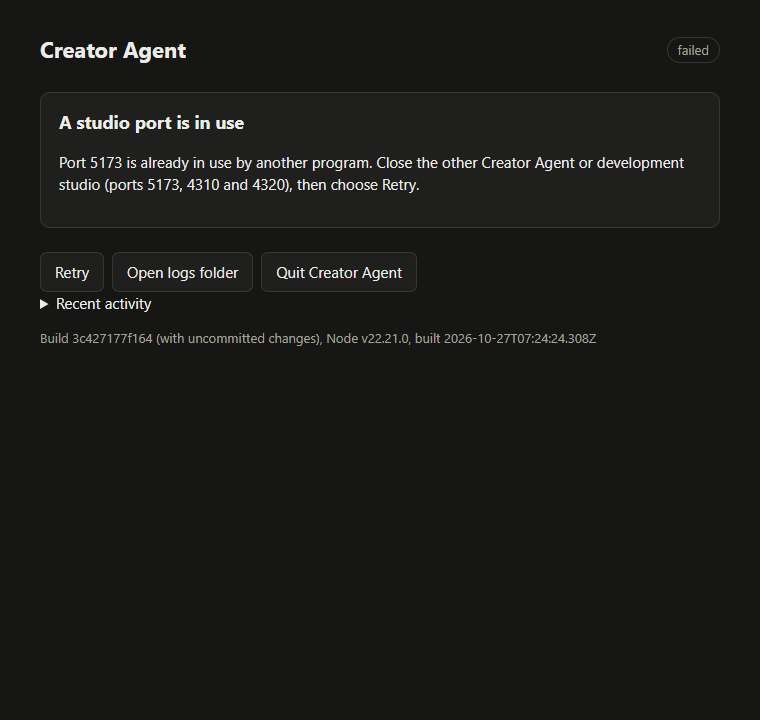 Creator Agent
failed
A studio port is in use
Port 5173 is already in use by another program. Close the other Creator Agent or development
studio (ports 5173, 4310 and 4320), then choose Retry.
Retry
Open logs folder
Quit Creator Agent
Recent activity
Build 3c427177f164 (with uncommitted changes), Node v22.21.0, built 2026-10-27T07:24:24.308Z